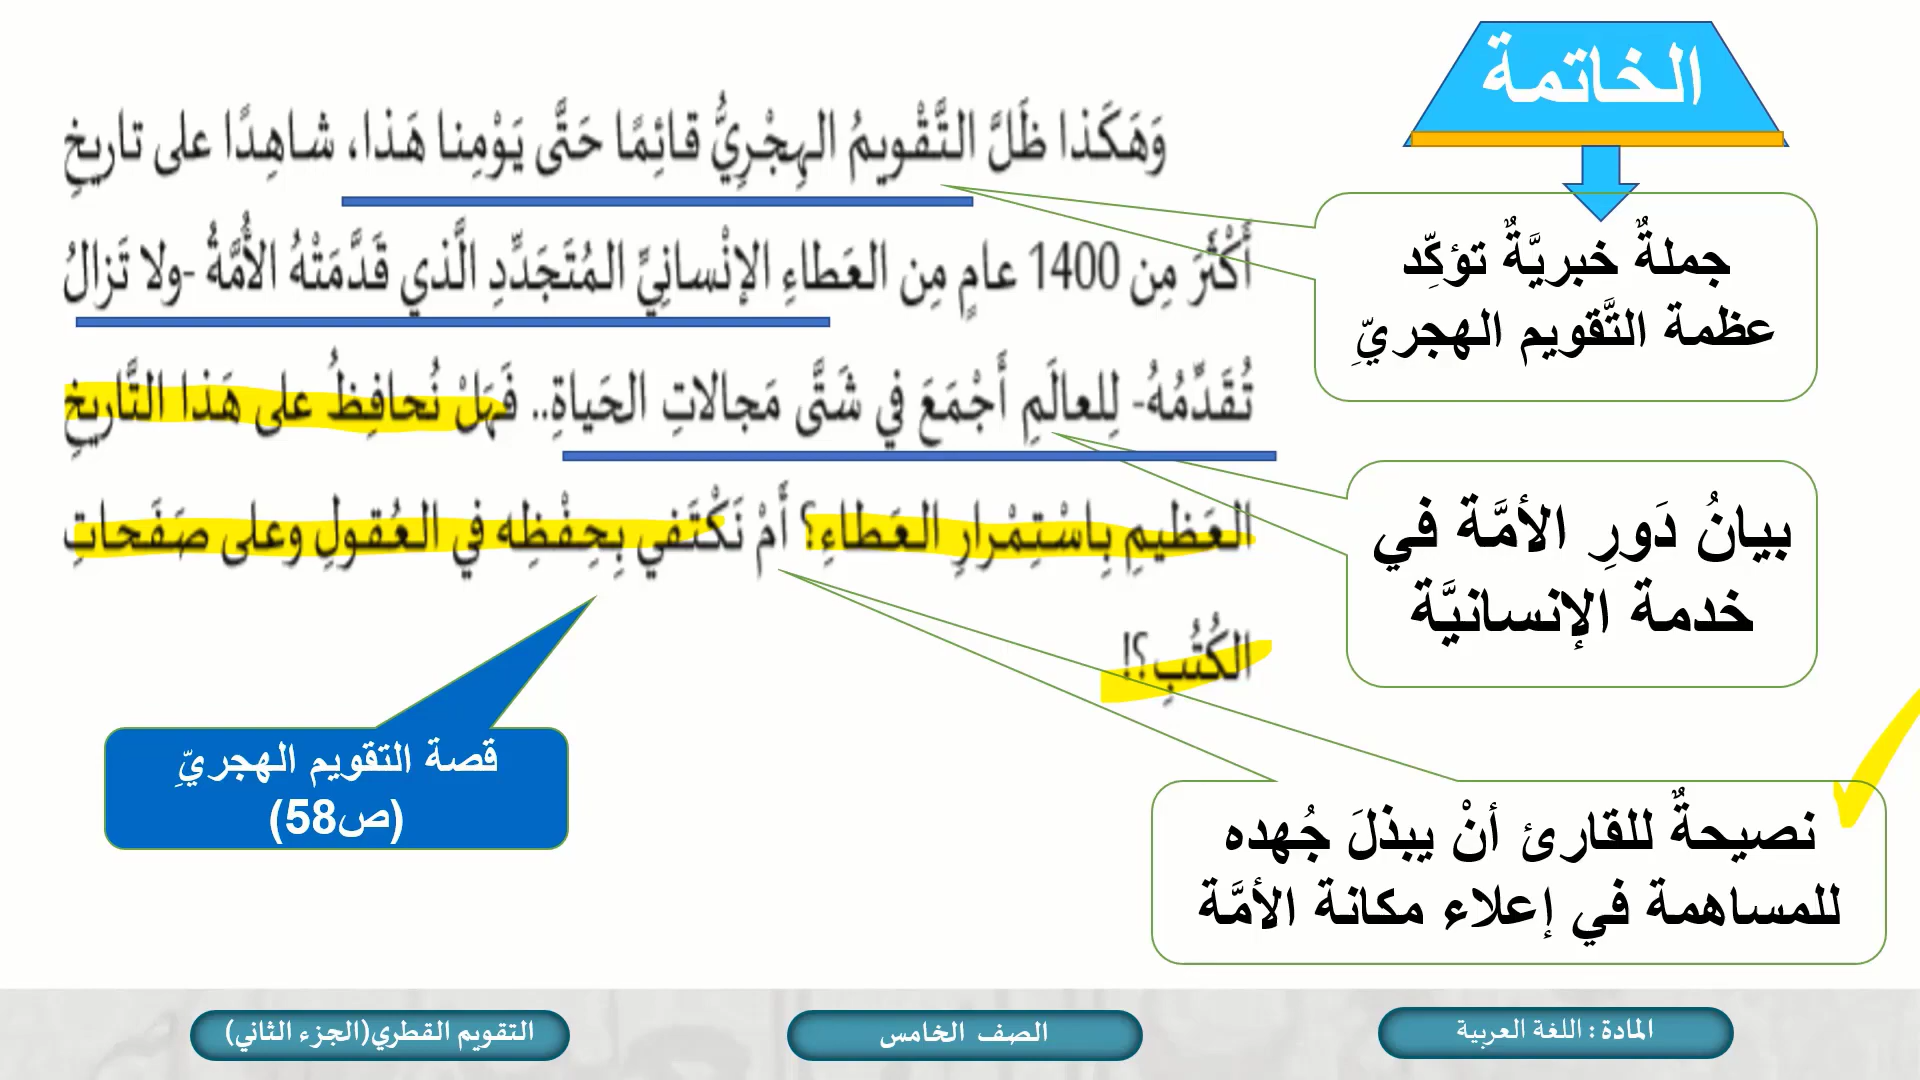 الخاتمة
وَهَكَذا ظَلَّ التَّقْويمُ الهِجْرِيُّ قائِمًا حَتَّى يَوْمِنا هَذا، شاهِدًا على تاريخِ
أَكْثَرَ مِن 1400 عامٍ مِن العَطاءِ الإنْسانِيِّ المُتَجَدِّدِ الَّذي قَدَّمَتْهُ الأُمَّةُ -ولا تَزالُ
تُقَدِّمُهُ- لِلعالَمِ أَجْمَعَ في شَتَّى مَجالاتِ الحَياةِ.. فَهَلْ نُحافِظُ على هَذا التَّاريخِ
العَظيمِ بِاسْتِمْرارِ العَطاءِ؟ أَمْ نَكْتَفي بِحِفْظِه في العُقولِ وعلى صَفَحاتِ
الكُتُبِ؟!
جملةٌ خبريَّةٌ تؤكِّد
عظمة التَّقويم الهجريِّ
بيانُ دَورِ الأمَّة في
خدمة الإنسانيَّة
نصيحةٌ للقارئ أنْ يبذلَ جُهده
للمساهمة في إعلاء مكانة الأمَّة
قصة التقويم الهجريِّ
(ص58)
المادة : اللغة العربية
الصف الخامس
التقويم القطري(الجزء الثاني)